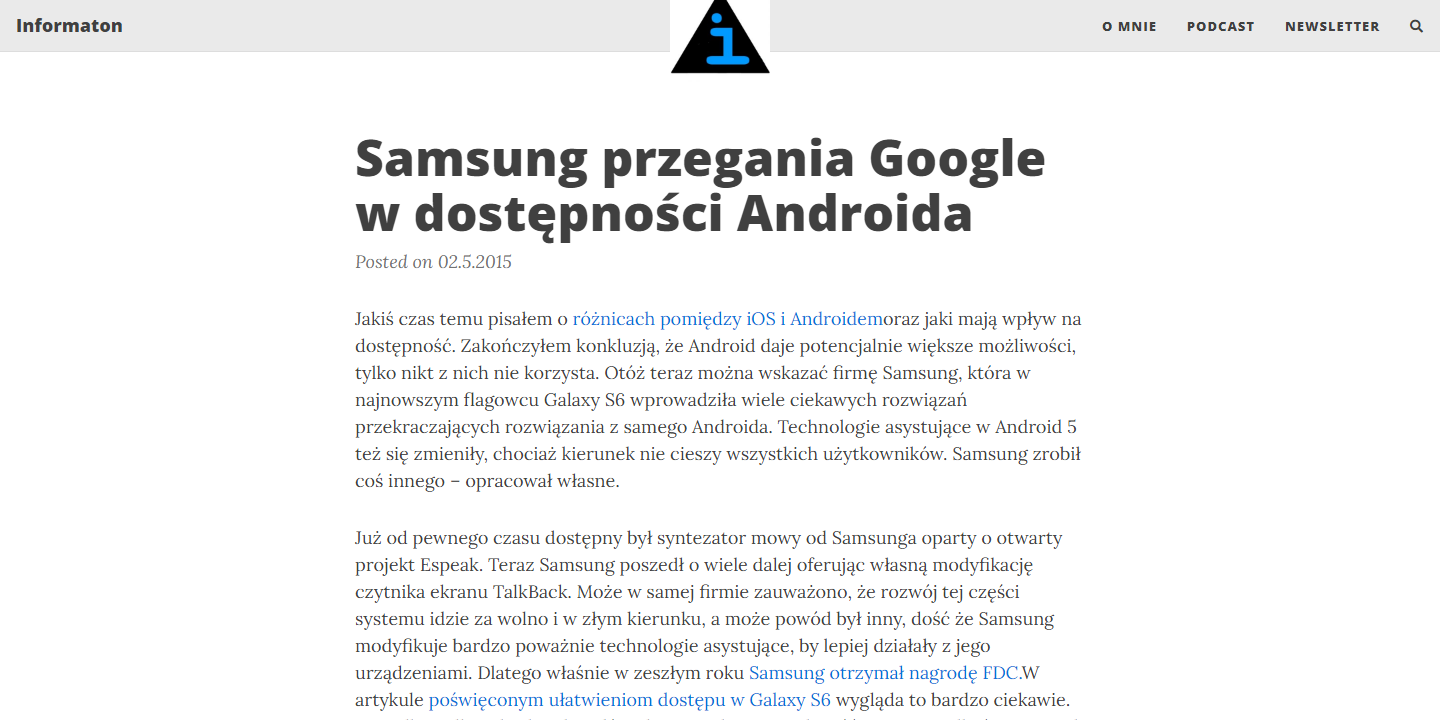 Informaton
i
O MNIE PODCAST NEWSLETTER
Samsung przegania Google
w dostępności Androida
Posted on 02.5.2015
Jakiś czas temu pisałem o różnicach pomiędzy iOS i Androidemoraz jaki mają wpływ na
dostępność. Zakończyłem konkluzją, że Android daje potencjalnie większe możliwości,
tylko nikt z nich nie korzysta. Otóż teraz można wskazać firmę Samsung, która w
najnowszym flagowcu Galaxy S6 wprowadziła wiele ciekawych rozwiązań
przekraczających rozwiązania z samego Androida. Technologie asystujące w Android 5
też się zmieniły, chociaż kierunek nie cieszy wszystkich użytkowników. Samsung zrobił
coś innego – opracował własne.
Już od pewnego czasu dostępny był syntezator mowy od Samsunga oparty o otwarty
projekt Espeak. Teraz Samsung poszedł o wiele dalej oferując własną modyfikację
czytnika ekranu TalkBack. Może w samej firmie zauważono, że rozwój tej części
systemu idzie za wolno i w złym kierunku, a może powód był inny, dość że Samsung
modyfikuje bardzo poważnie technologie asystujące, by lepiej działały z jego
urządzeniami. Dlatego właśnie w zeszłym roku Samsung otrzymał nagrodę FDC.W
artykule poświęconym ułatwieniom dostępu w Galaxy S6 wygląda to bardzo ciekawie.